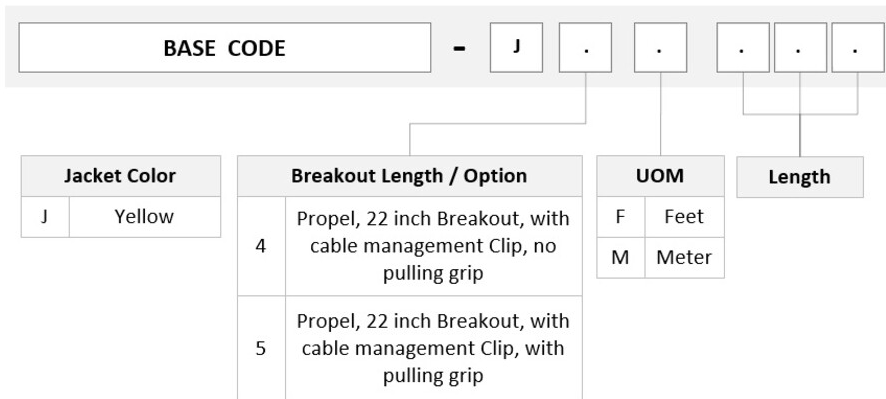 BASE CODE - J . . . . .
Jacket Color
J Yellow
Breakout Length / Option
4 Propel, 22 inch Breakout, with
cable management Clip, no
pulling grip
5 Propel, 22 inch Breakout, with
cable management Clip, with
pulling grip
UOM
F Feet
M Meter
Length